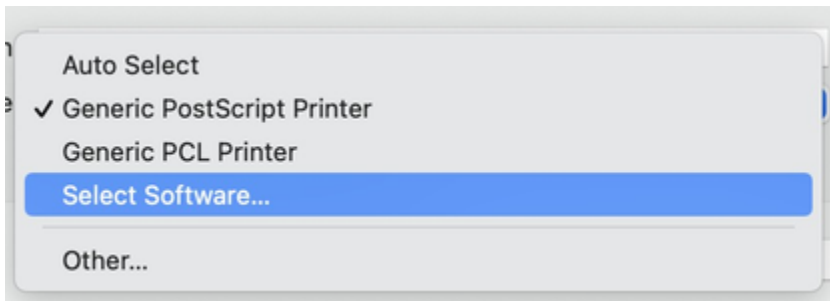 Auto Select
✓ Generic PostScript Printer
Generic PCL Printer
Select Software...
Other...